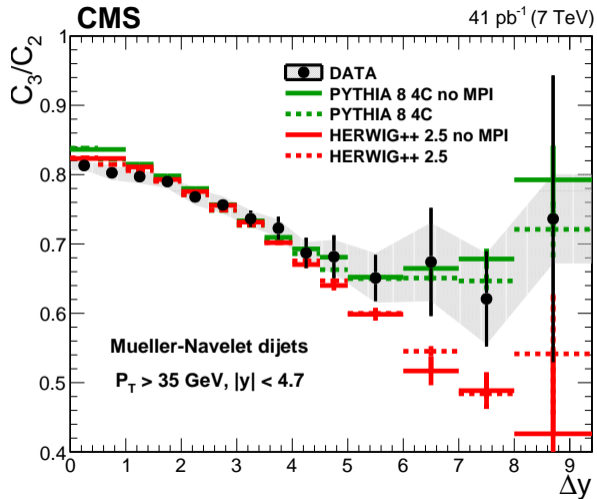 CMS
41 pb⁻¹ (7 TeV)
C₃/C₂
1
0.9
0.8
0.7
0.6
0.5
0.4
DATA
PYTHIA 8 4C no MPI
PYTHIA 8 4C
HERWIG++ 2.5 no MPI
HERWIG++ 2.5
Mueller-Navelet dijets
P_T > 35 GeV, |y| < 4.7
0 1 2 3 4 5 6 7 8 9
Δy